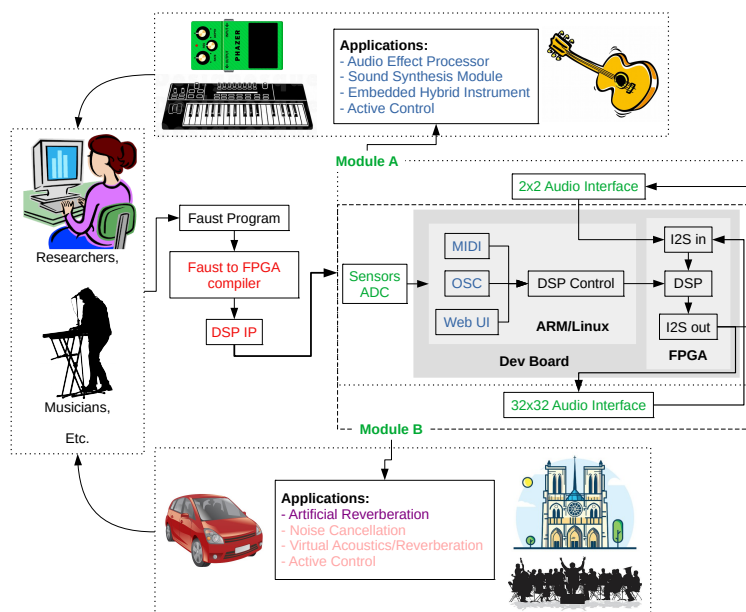 PHAZER
Applications:
- Audio Effect Processor
- Sound Synthesis Module
- Embedded Hybrid Instrument
- Active Control
Module A
2x2 Audio Interface
Researchers,
Musicians,
Etc.
Faust Program
Faust to FPGA
compiler
DSP IP
Sensors
ADC
MIDI
OSC
Web UI
DSP Control
ARM/Linux
Dev Board
I2S in
DSP
I2S out
FPGA
32x32 Audio Interface
Module B
Applications:
- Artificial Reverberation
- Noise Cancellation
- Virtual Acoustics/Reverberation
- Active Control